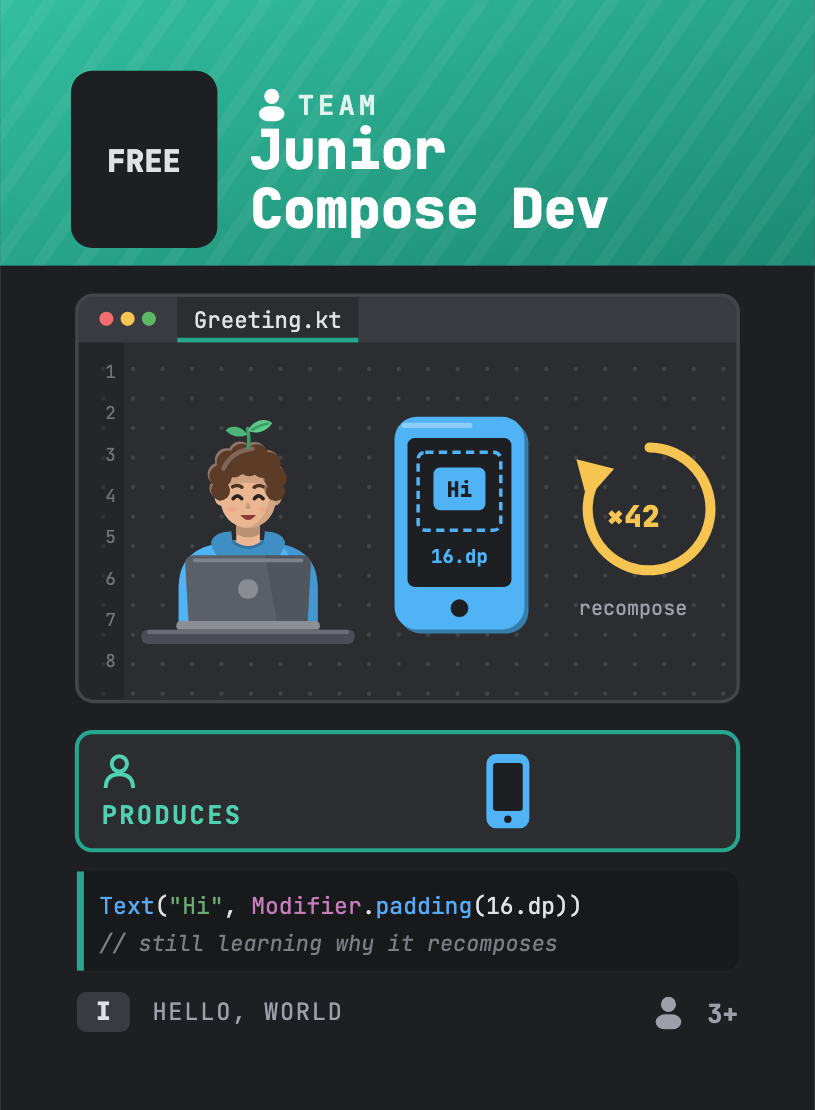 FREE
TEAM
Junior
Compose Dev
Greeting.kt
1
2
3
4
5
6
7
8
Hi
16.dp
×42
recompose
PRODUCES
Text("Hi", Modifier.padding(16.dp))
// still learning why it recomposes
I HELLO, WORLD 3+